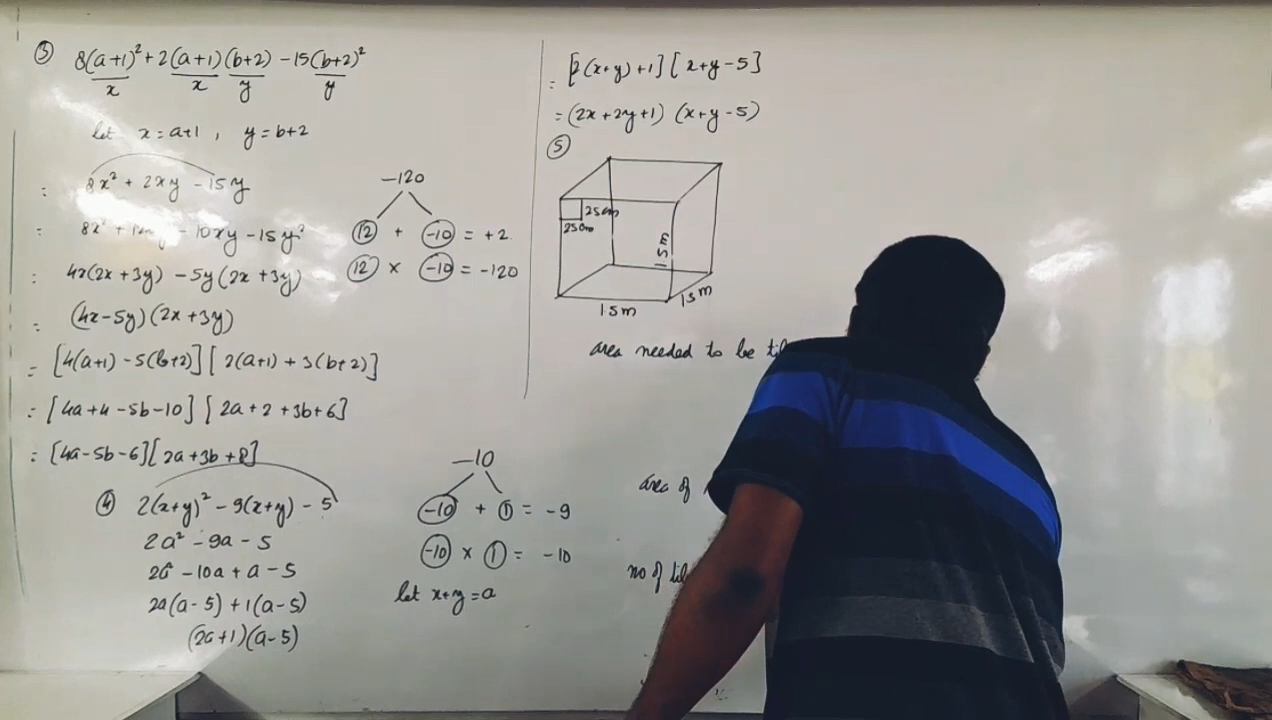 ③ 8(a+1)² + 2(a+1)(b+2) - 15(b+2)²
x x y y
let x = a+1 , y = b+2
: 8x² + 2xy - 15y
: 8x² + - 10xy - 15y²
: 4x(2x + 3y) - 5y(2x + 3y)
= (4x - 5y)(2x + 3y)
= [4(a+1) - 5(b+2)][2(a+1) + 3(b+2)]
= [4a+4 - 5b - 10][2a + 2 + 3b + 6]
= [4a - 5b - 6][2a + 3b + 8]
-120
12 + -10 = +2
12 × -10 = -120
④ 2(x+y)² - 9(x+y) - 5
2a² - 9a - 5
2a² - 10a + a - 5
2a(a - 5) + 1(a - 5)
(2a + 1)(a - 5)
-10
-10 + 1 = -9
-10 × 1 = -10
let x+y = a
= [2(x+y) + 1][x+y - 5]
= (2x + 2y + 1) (x+y - 5)
⑤
25cm
25cm
15m
15m
13m
area needed to be
area of
no of